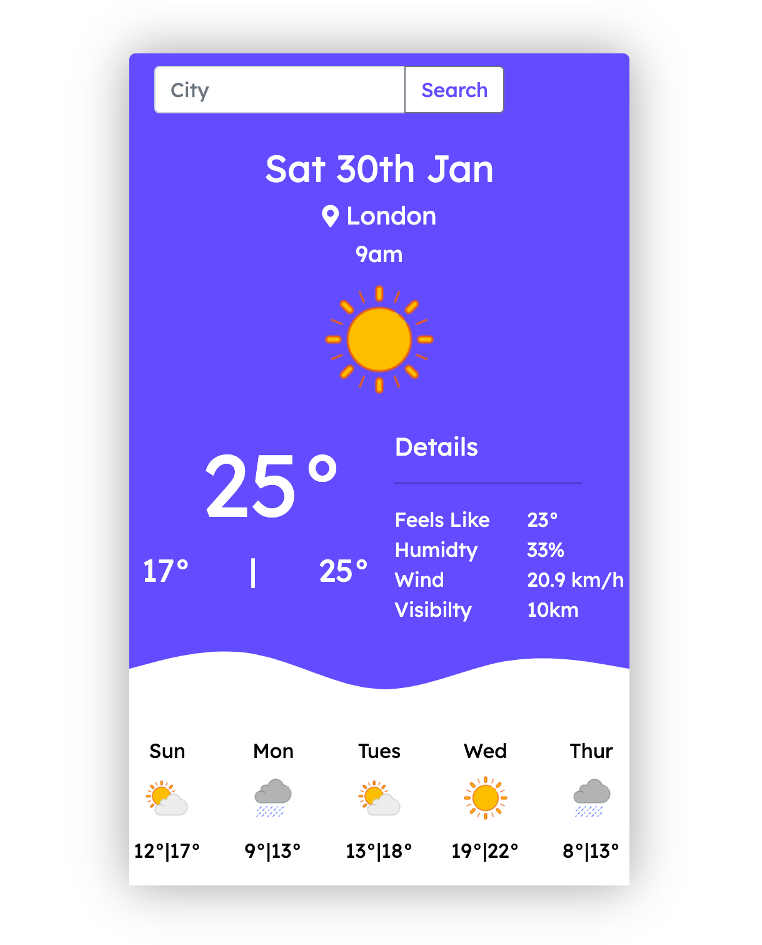 City Search
Sat 30th Jan
London
9am
25°
17° | 25°
Details
Feels Like 23°
Humidty 33%
Wind 20.9 km/h
Visibilty 10km
Sun Mon Tues Wed Thur
12°|17° 9°|13° 13°|18° 19°|22° 8°|13°